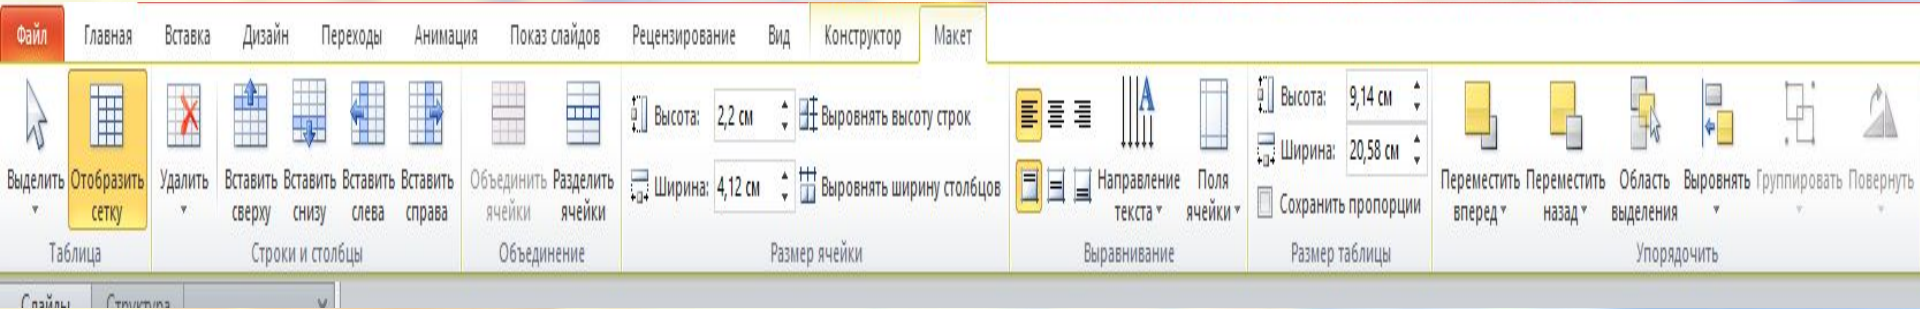 Файл Главная Вставка Дизайн Переходы Анимация Показ слайдов Рецензирование Вид Конструктор Макет
Выделить
Отобразить
сетку
Таблица
Удалить
Вставить
сверху
Вставить
снизу
Вставить
слева
Вставить
справа
Строки и столбцы
Объединить
ячейки
Разделить
ячейки
Объединение
Высота: 2,2 см Выровнять высоту строк
Ширина: 4,12 см Выровнять ширину столбцов
Размер ячейки
A
Направление
текста
Поля
ячейки
Выравнивание
Высота: 9,14 см
Ширина: 20,58 см
Сохранить пропорции
Размер таблицы
Переместить
вперед
Переместить
назад
Область
выделения
Выровнять
Группировать
Повернуть
Упорядочить
Слайды Структура